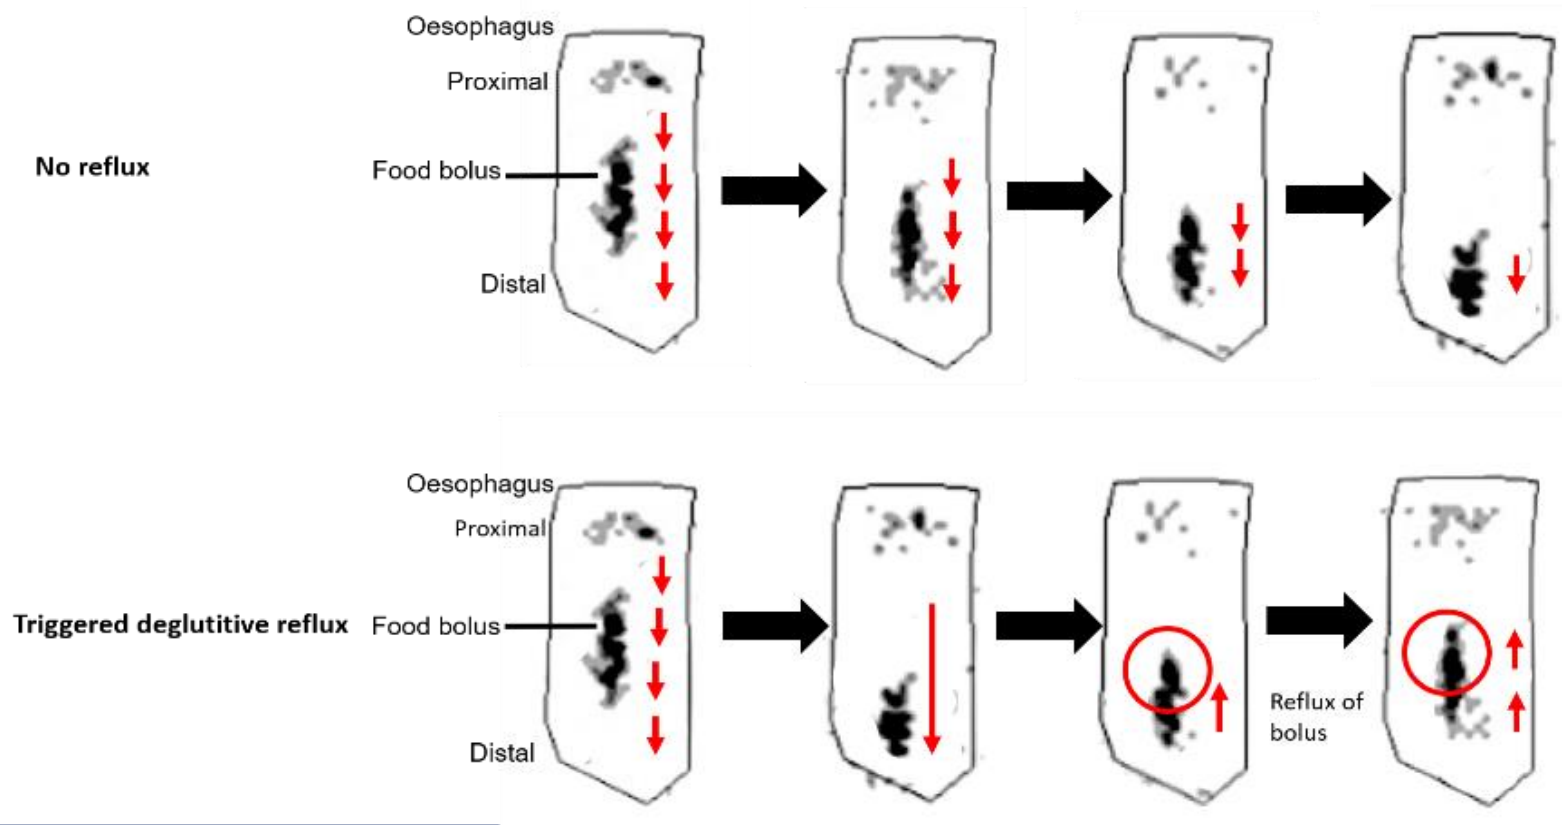 Oesophagus
Proximal
No reflux
Food bolus
Distal
Oesophagus
Proximal
Triggered deglutitive reflux
Food bolus
Reflux of
bolus
Distal